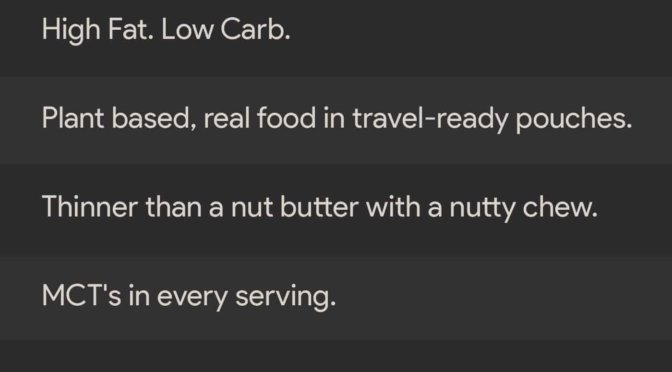 High Fat. Low Carb.
Plant based, real food in travel-ready pouches.
Thinner than a nut butter with a nutty chew.
MCT's in every serving.